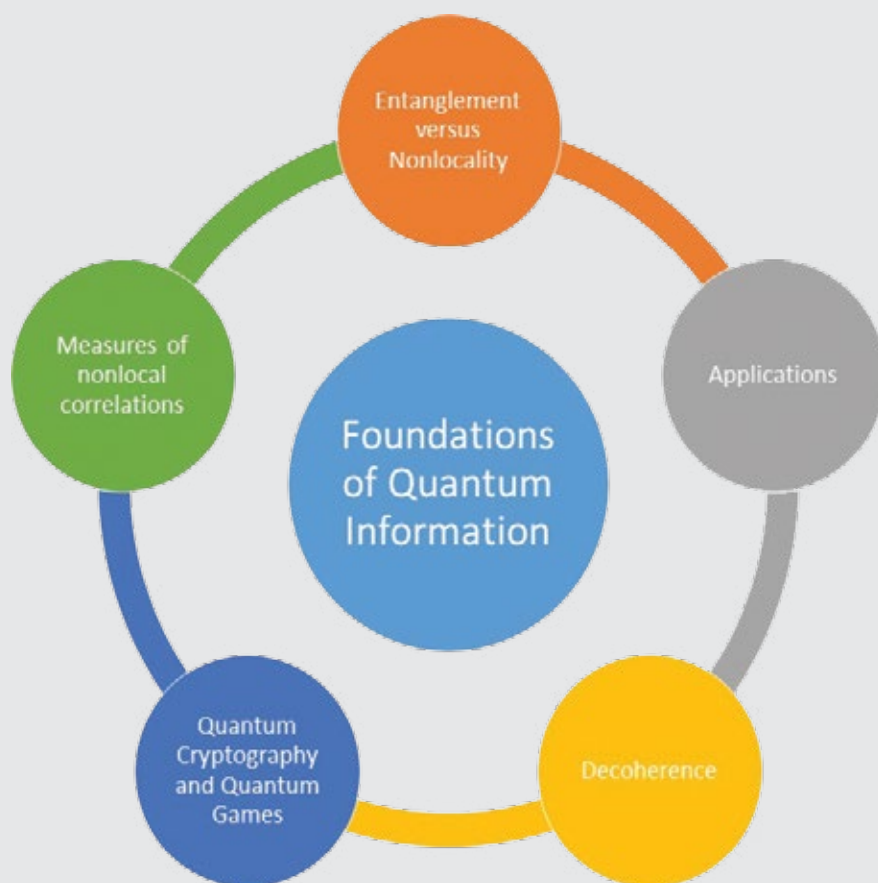 Entanglement
versus
Nonlocality
Measures of
nonlocal
correlations
Applications
Foundations
of Quantum
Information
Quantum
Cryptography
and Quantum
Games
Decoherence